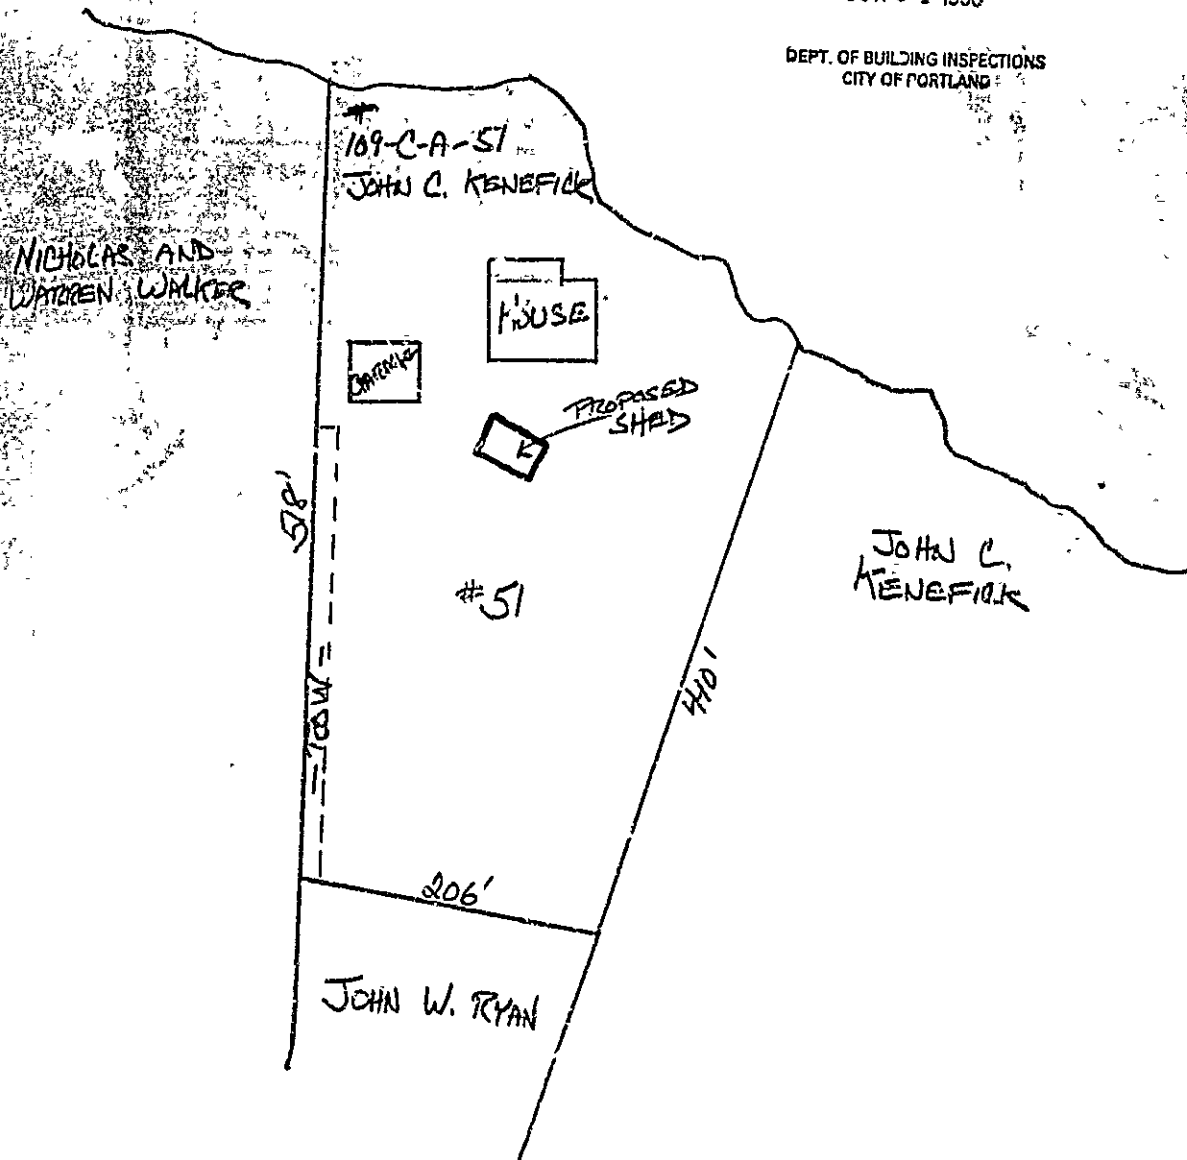 DEPT. OF BUILDING INSPECTIONS
CITY OF PORTLAND
#
109-C-A-51
JOHN C. KENEFICK
NICHOLAS AND
WARREN WALKER
HOUSE
PROPOSED
SHED
518'
JOHN C.
KENEFICK
#51
440'
ROW
206'
JOHN W. RYAN